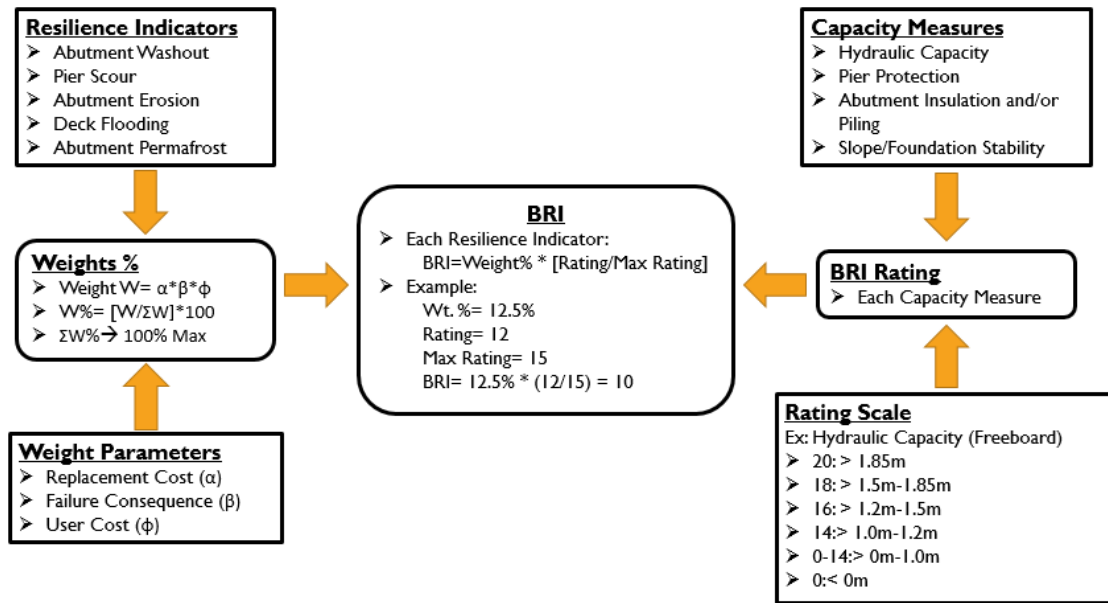 Resilience Indicators
➢ Abutment Washout
➢ Pier Scour
➢ Abutment Erosion
➢ Deck Flooding
➢ Abutment Permafrost
Capacity Measures
➢ Hydraulic Capacity
➢ Pier Protection
➢ Abutment Insulation and/or
Piling
➢ Slope/Foundation Stability
Weights %
➢ Weight W= α*β*ϕ
➢ W%= [W/ΣW]*100
➢ ΣW%→ 100% Max
BRI
➢ Each Resilience Indicator:
BRI=Weight% * [Rating/Max Rating]
➢ Example:
Wt. %= 12.5%
Rating= 12
Max Rating= 15
BRI= 12.5% * (12/15) = 10
BRI Rating
➢ Each Capacity Measure
Weight Parameters
➢ Replacement Cost (α)
➢ Failure Consequence (β)
➢ User Cost (ϕ)
Rating Scale
Ex: Hydraulic Capacity (Freeboard)
➢ 20: > 1.85m
➢ 18: > 1.5m-1.85m
➢ 16: > 1.2m-1.5m
➢ 14:> 1.0m-1.2m
➢ 0-14:> 0m-1.0m
➢ 0:< 0m